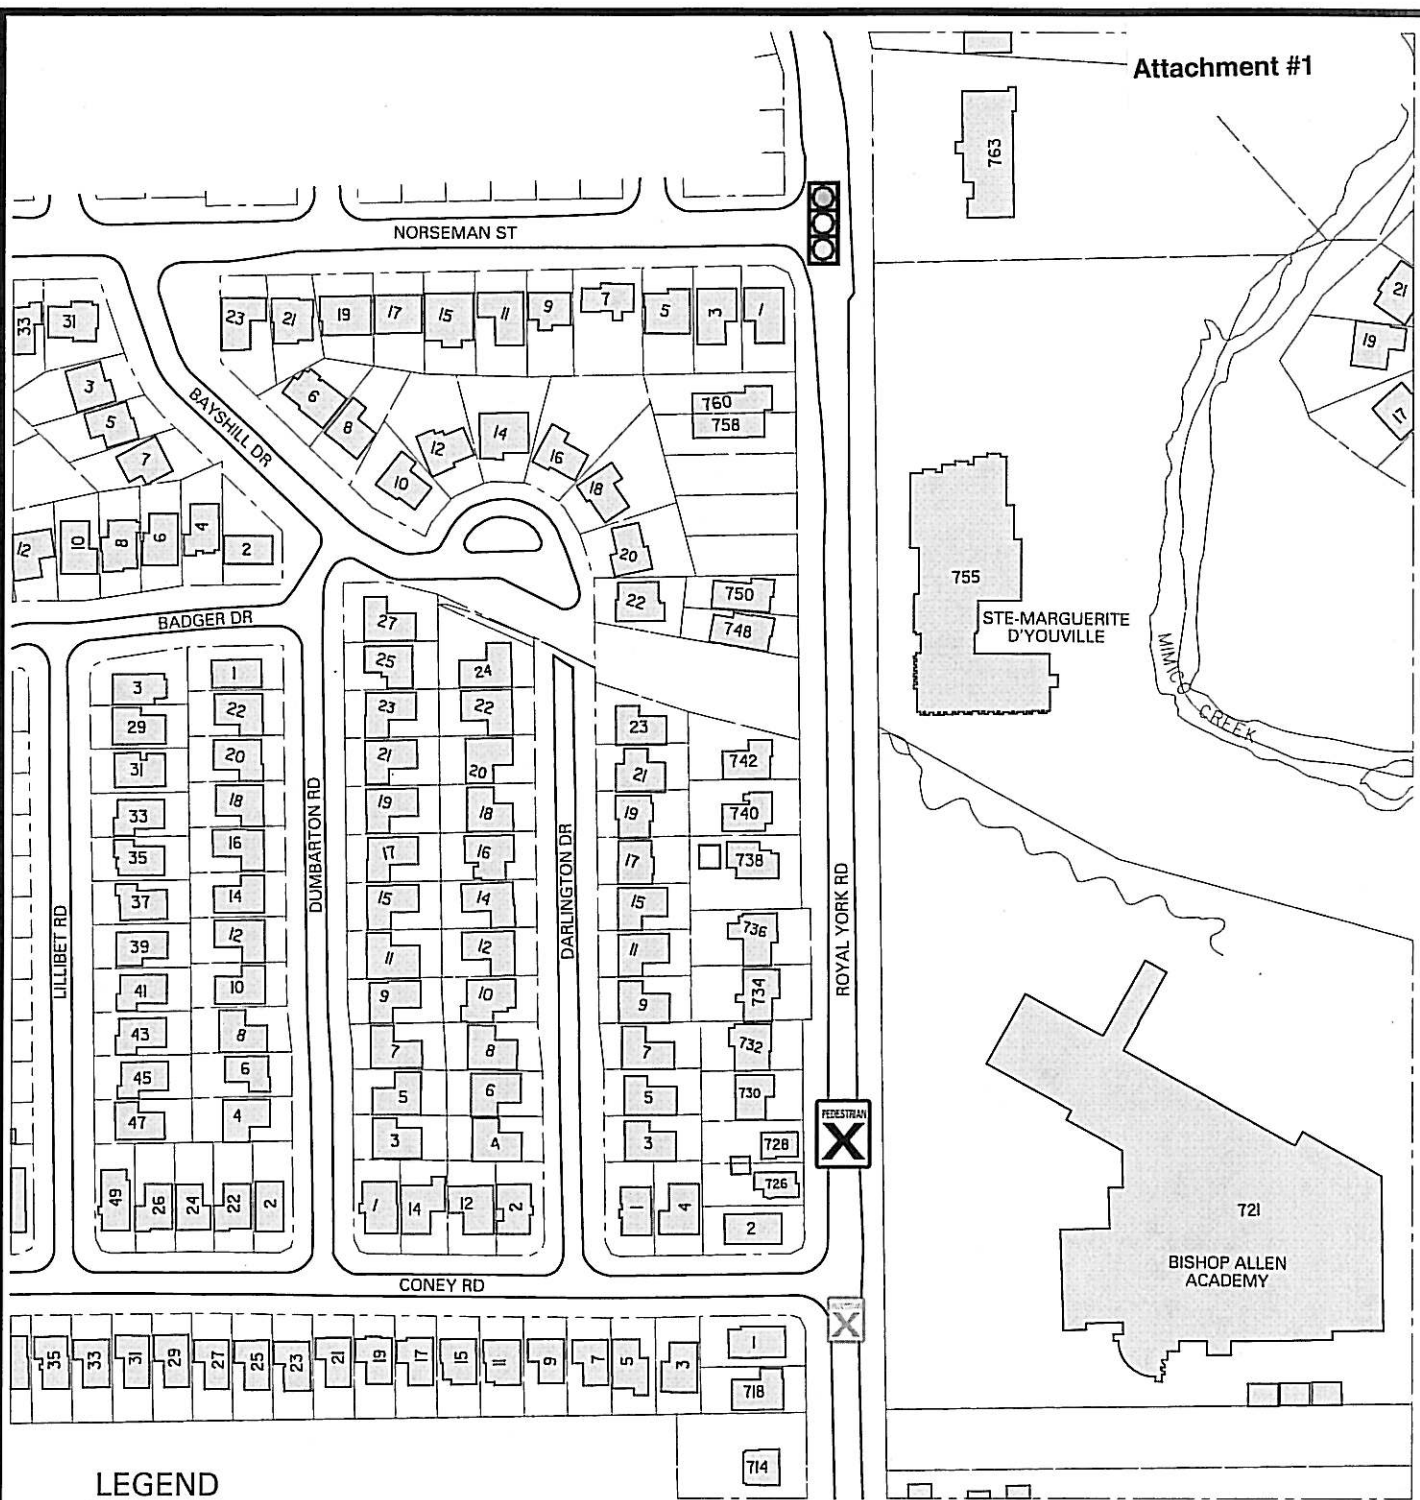 Attachment #1
763
NORSEMAN ST
33 31
23 21 19 17 15 11 9 7 5 3 1
21
19
17
3
5
7
BAYSHILL DR
6 8 10 12 14 16 18 20 22
760
758
12 10 8 6 4 2
BADGER DR
750
748
755
STE-MARGUERITE
D'YOUVILLE
MIMICO CREEK
3 1
29 22
31 20
33 18
35 16
37 14
39 12
41 10
43 8
45 6
47 4
49 26 24 22 2
LILLIBET RD
DUMBARTON RD
27
25 24
23 22
21 20
19 18
17 16
15 14
11 12
9 10
7 8
5 6
3 4
1 14 12 2
DARLINGTON DR
23
21 742
19 740
17 738
15 736
11
9 734
7 732
5 730
3 728
726
1 4 2
ROYAL YORK RD
PEDESTRIAN
X
721
BISHOP ALLEN
ACADEMY
CONEY RD
X
35 33 31 29 27 25 23 21 19 17 15 11 9 7 5 3 1
718
714
LEGEND